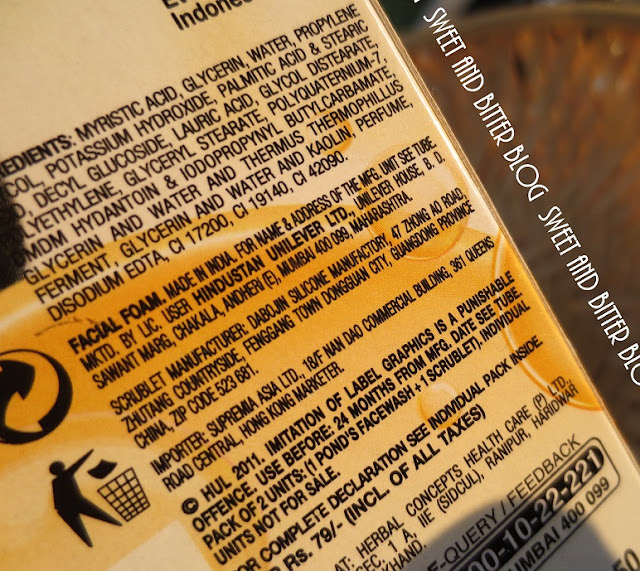 Indones
EDIENTS: MYRISTIC ACID, GLYCERIN, WATER, PROPYLENE
COL, POTASSIUM HYDROXIDE, PALMITIC & STEARIC
D, DECYL GLUCOSIDE, LAURIC ACID, GLYCOL DISTEARATE,
LYETHYLENE, GLYCERYL STEARATE, POLYQUATERNIUM-7,
DMDM HYDANTOIN & IODOPROPYNYL BUTYLCARBAMATE,
GLYCERIN AND WATER AND THERMUS THERMOPHILLUS
FERMENT, GLYCERIN AND WATER AND KAOLIN, PERFUME,
DISODIUM EDTA, CI 17200, CI 19140, CI 42090.
FACIAL FOAM. MADE IN INDIA. FOR NAME & ADDRESS OF THE MFG. UNIT SEE TUBE
MKTD. BY LIC. USER HINDUSTAN UNILEVER LTD., UNILEVER HOUSE, B. D.
SAWANT MARG, CHAKALA, ANDHERI (E), MUMBAI 400 099, MAHARASHTRA.
SCRUBLET MANUFACTURER: DABOJIN SILICONE MANUFACTORY, 47 ZHONG AO ROAD,
ZHUTANG COUNTRYSIDE, FENGGANG TOWN DONGGUAN CITY, GUANGDONG PROVINCE
CHINA, ZIP CODE 523 681.
IMPORTER: SUPREMIA ASIA LTD., 18/F NAN DAO COMMERCIAL BUILDING, 361 QUEENS
ROAD CENTRAL, HONG KONG MARKETER.
© HUL 2011. IMITATION OF LABEL GRAPHICS IS A PUNISHABLE
OFFENCE. USE BEFORE: 24 MONTHS FROM MFG. DATE SEE TUBE.
PACK OF 2 UNITS: (1 POND'S FACEWASH + 1 SCRUBLET), INDIVIDUAL
UNITS NOT FOR SALE.
FOR COMPLETE DECLARATION SEE INDIVIDUAL PACK INSIDE.
RS. 79/- (INCL. OF ALL TAXES)
AT: HERBAL CONCEPTS HEALTH CARE (P) LTD.,
SEC. 1 A, IIE (SIDCUL), RANIPUR, HARIDWAR
KHAND.
E-QUERY / FEEDBACK
00-10-22-221
MUMBAI 400 099
50
SWEET AND BITTER BLOG SWEET AND BITTER BLOG